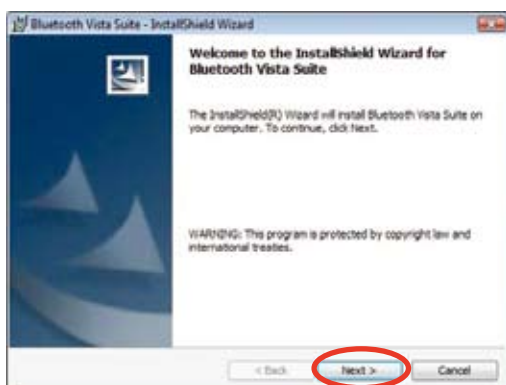 Bluetooth Vista Suite - InstallShield Wizard
Welcome to the InstallShield Wizard for
Bluetooth Vista Suite
The InstallShield(R) Wizard will install Bluetooth Vista Suite on
your computer. To continue, click Next.
WARNING: This program is protected by copyright law and
international treaties.
< Back
Next >
Cancel